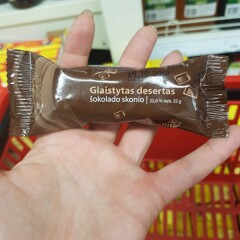 Glaistytas desertas
šokolado skonio | 22,6 % rieb. 35 g